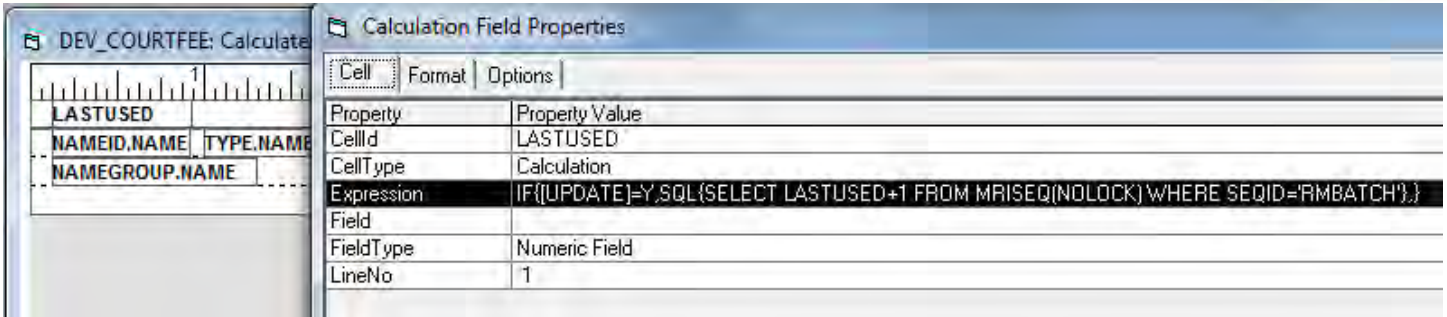 DEV_COURTFEE: Calculate
1
LASTUSED
NAMEID.NAME TYPE.NAME
NAMEGROUP.NAME
Calculation Field Properties
Cell Format Options
Property Property Value
CellId LASTUSED
CellType Calculation
Expression IF{[UPDATE]=Y,SQL{SELECT LASTUSED+1 FROM MRISEQ(NOLOCK) WHERE SEQID='RMBATCH'},}
Field
FieldType Numeric Field
LineNo 1